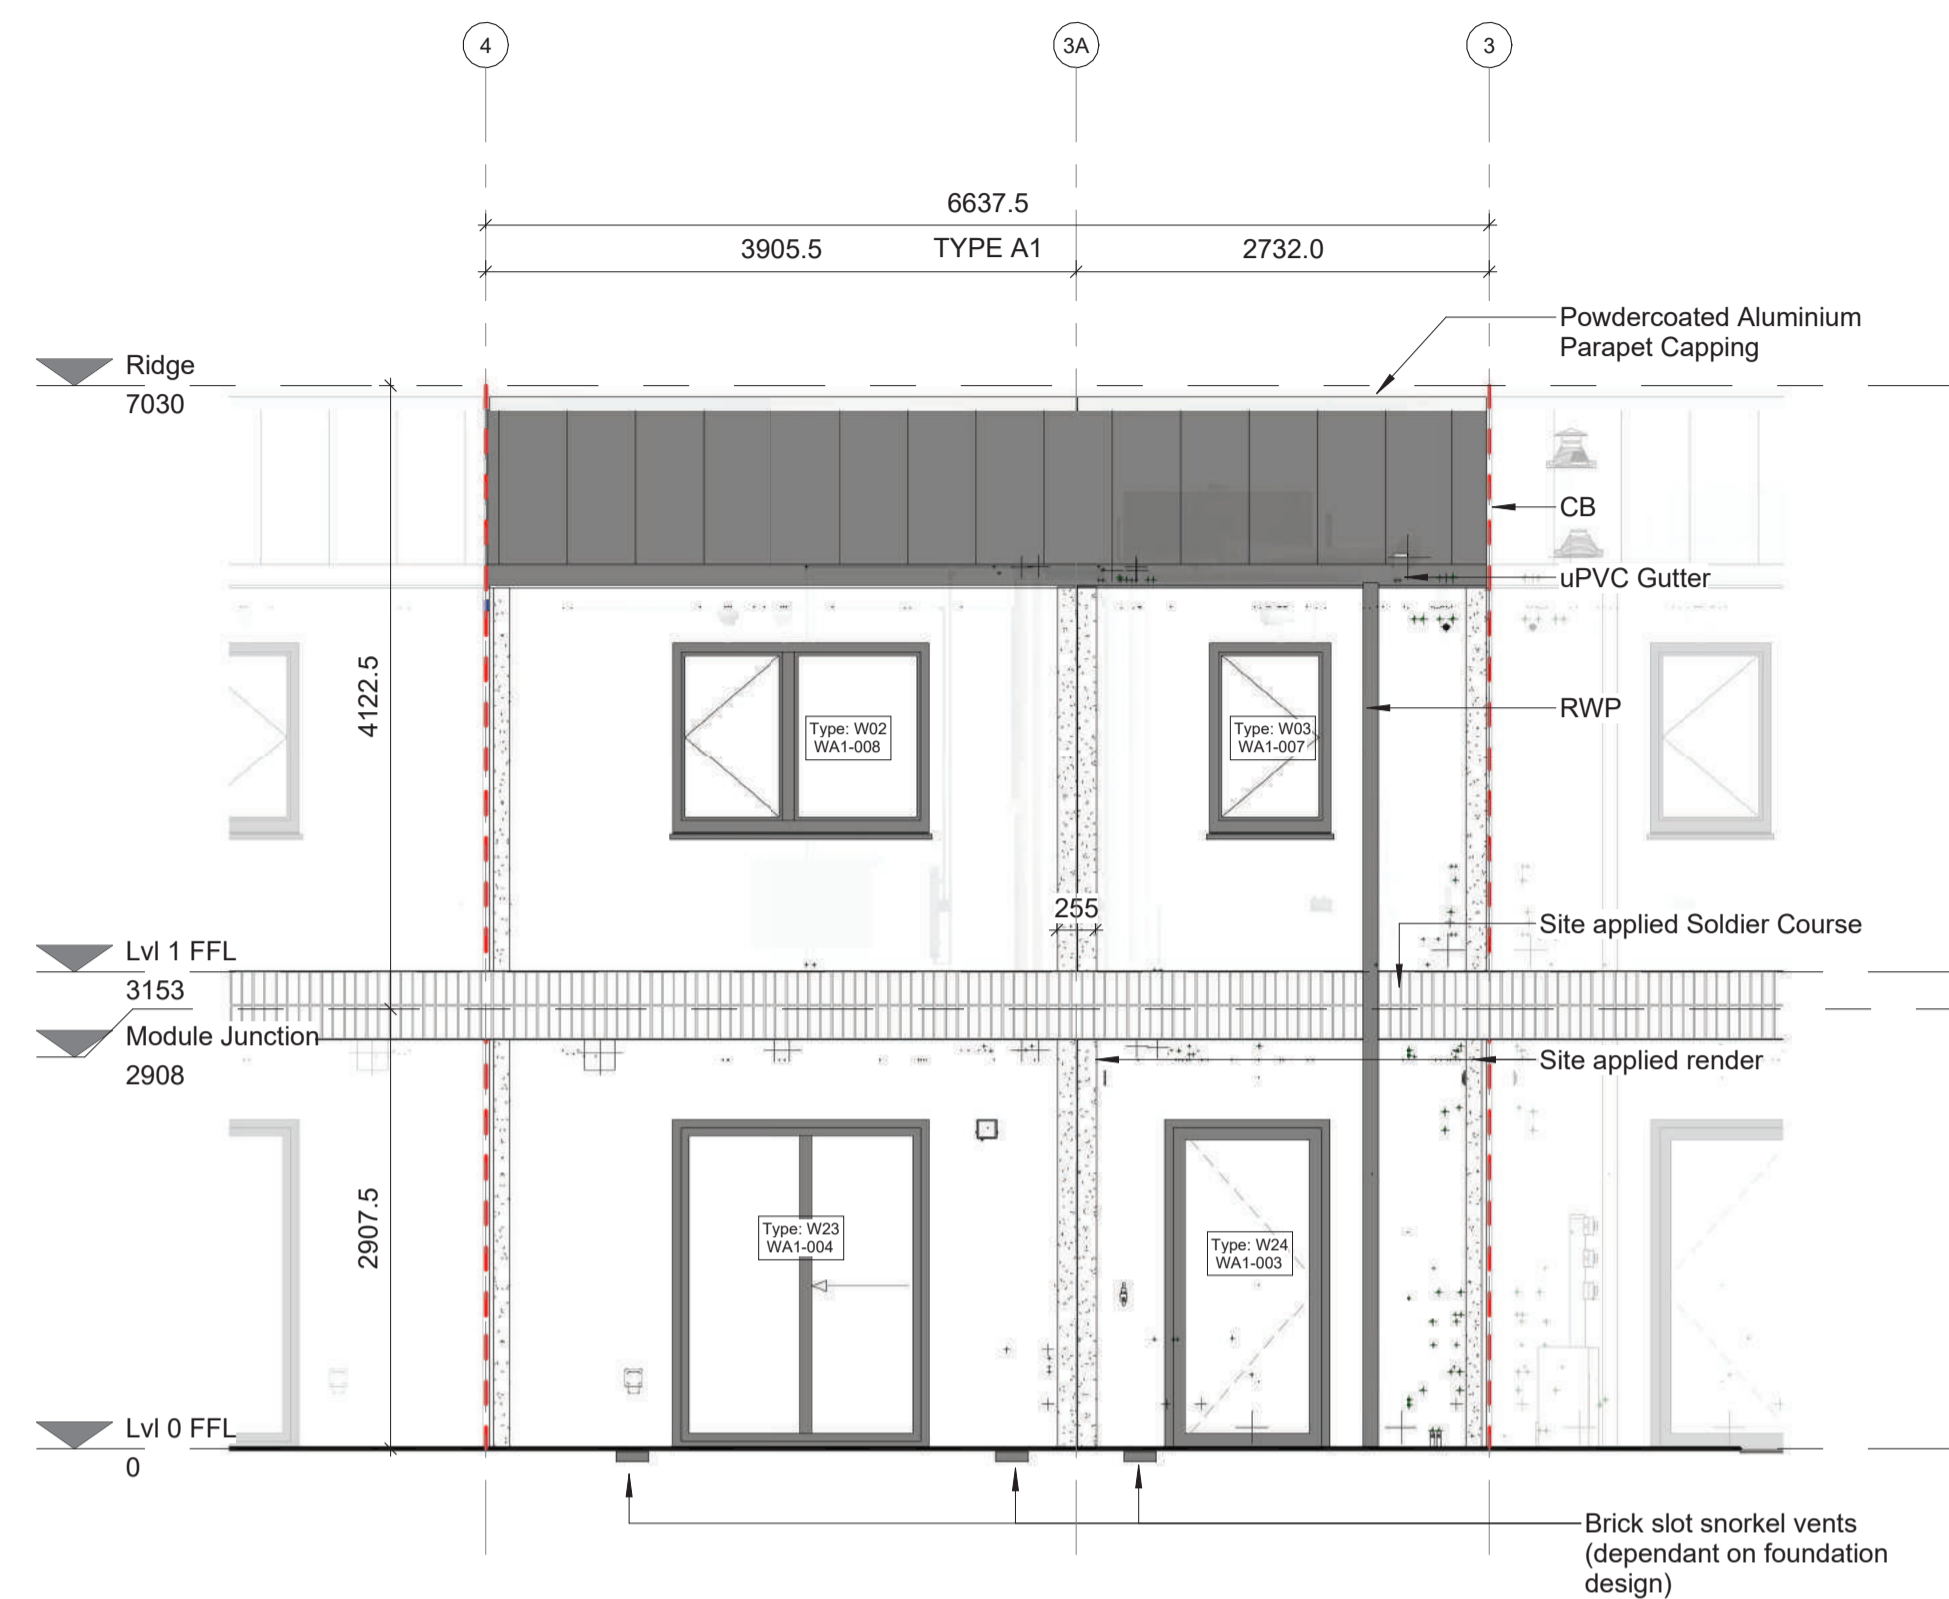 4
3A
3
6637.5
3905.5
TYPE A1
2732.0
Powdercoated Aluminium
Parapet Capping
Ridge
7030
CB
uPVC Gutter
4122.5
Type: W02
WA1-008
Type: W03
WA1-007
RWP
255
Site applied Soldier Course
Lvl 1 FFL
3153
Module Junction
2908
Site applied render
2907.5
Type: W23
WA1-004
Type: W24
WA1-003
Lvl 0 FFL
0
Brick slot snorkel vents
(dependant on foundation
design)